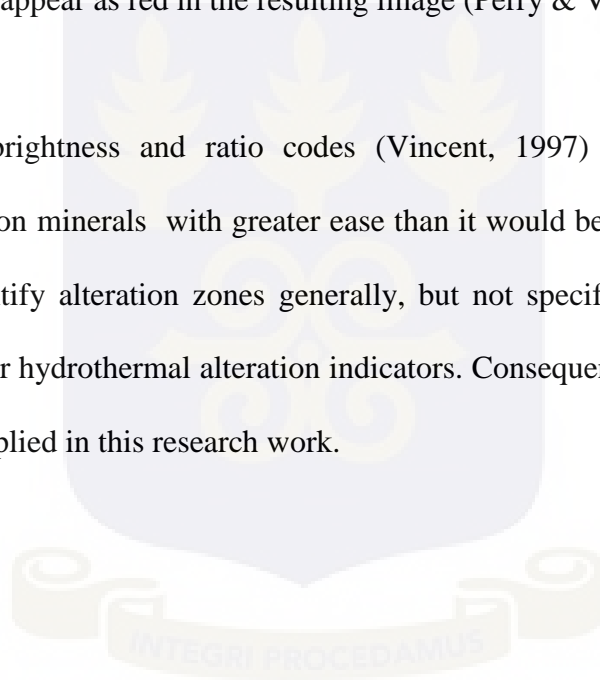 appear as red in the resulting image (Perry & V
brightness and ratio codes (Vincent, 1997)
on minerals with greater ease than it would be
tify alteration zones generally, but not specif
r hydrothermal alteration indicators. Consequen
plied in this research work.
INTEGRI PROCEDAMUS